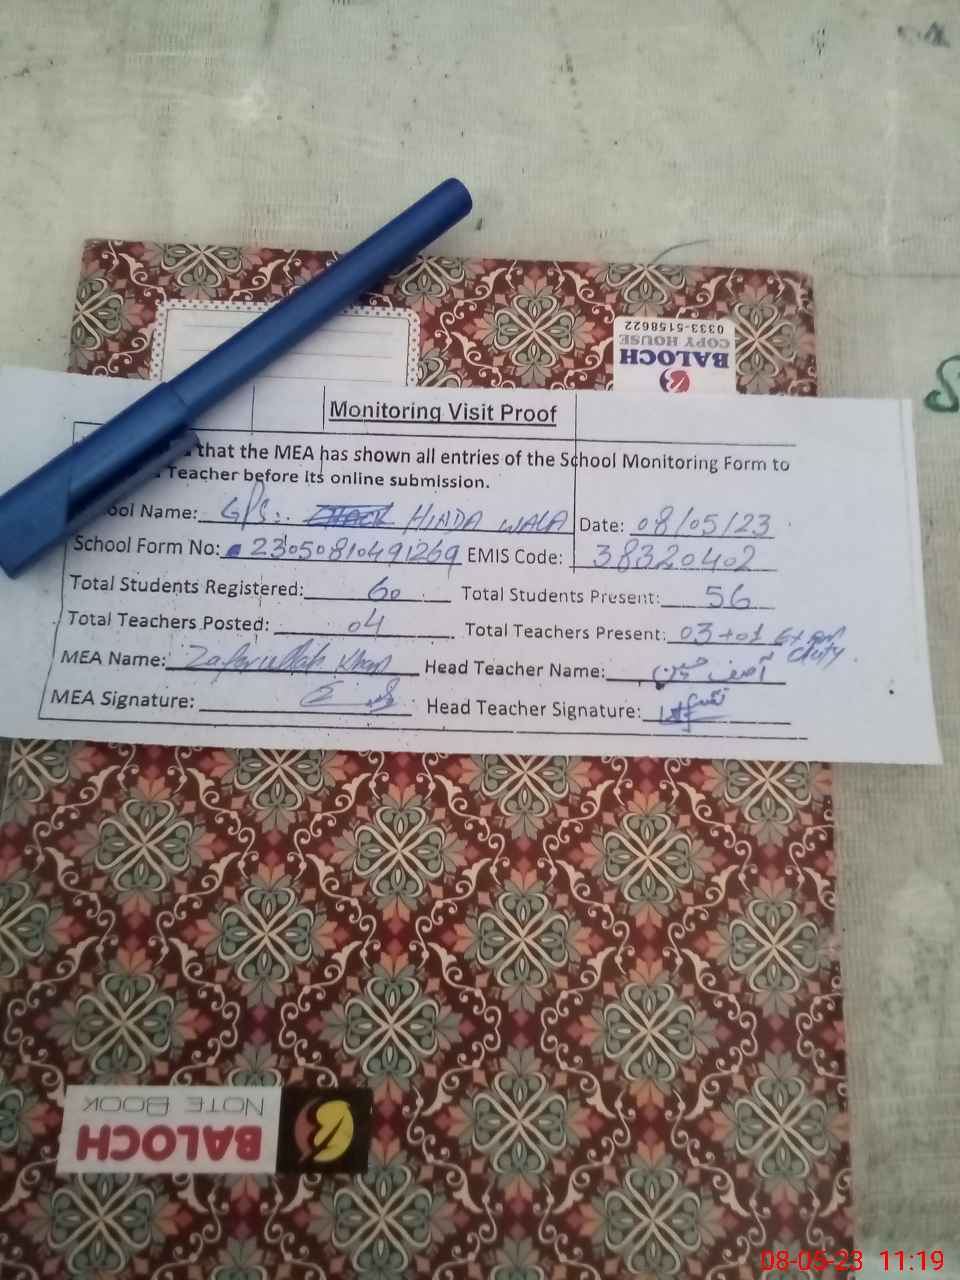 0333-5158622
COPY HOUSE
BALOCH
Monitoring Visit Proof
that the MEA has shown all entries of the School Monitoring Form to
Teacher before its online submission.
ool Name: GPS: HINDA WALA Date: 08/05/23
School Form No: 23050810491269 EMIS Code: 38320402
Total Students Registered: 60 Total Students Present: 56
Total Teachers Posted: 04 Total Teachers Present: 03+01 Exam duty
MEA Name: Zafarullah Khan Head Teacher Name:
MEA Signature: Head Teacher Signature:
NOTE BOOK
BALOCH
08-05-23 11:19